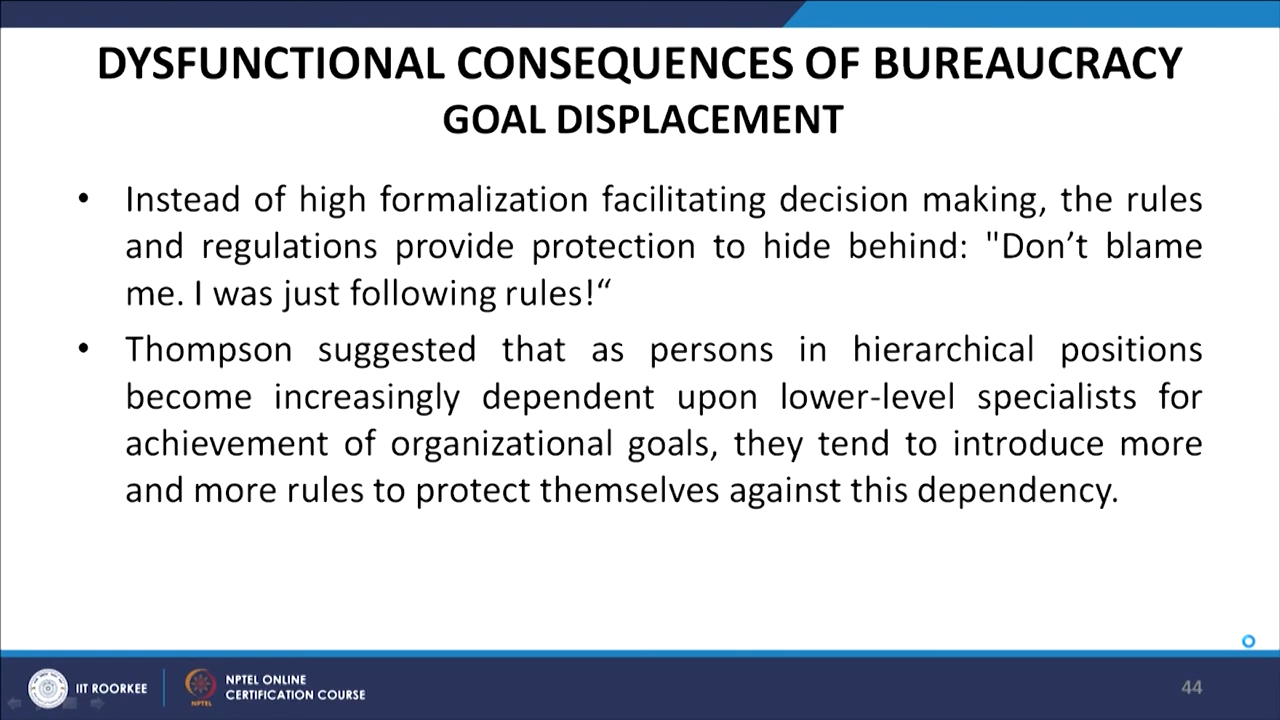 DYSFUNCTIONAL CONSEQUENCES OF BUREAUCRACY
GOAL DISPLACEMENT
• Instead of high formalization facilitating decision making, the rules
and regulations provide protection to hide behind: "Don’t blame
me. I was just following rules!“
• Thompson suggested that as persons in hierarchical positions
become increasingly dependent upon lower-level specialists for
achievement of organizational goals, they tend to introduce more
and more rules to protect themselves against this dependency.
IIT ROORKEE
NPTEL
NPTEL ONLINE
CERTIFICATION COURSE
44